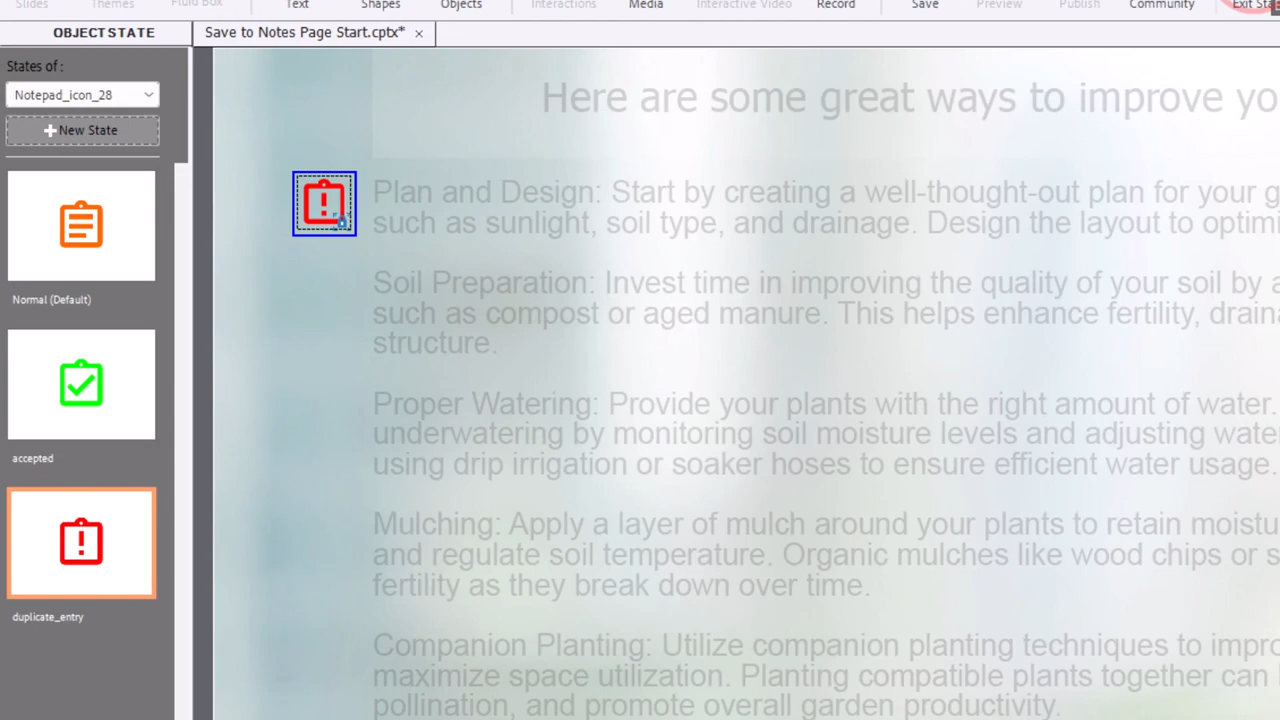 Slides Themes Fluid Box Text Shapes Objects Interactions Media Interactive Video Record Save Preview Publish Community Exit Sta
OBJECT STATE Save to Notes Page Start.cptx* ×
States of :
Notepad_icon_28
New State
Normal (Default)
accepted
duplicate_entry
Here are some great ways to improve yo
Plan and Design: Start by creating a well-thought-out plan for your g
such as sunlight, soil type, and drainage. Design the layout to optimi
Soil Preparation: Invest time in improving the quality of your soil by a
such as compost or aged manure. This helps enhance fertility, draina
structure.
Proper Watering: Provide your plants with the right amount of water.
underwatering by monitoring soil moisture levels and adjusting wate
using drip irrigation or soaker hoses to ensure efficient water usage.
Mulching: Apply a layer of mulch around your plants to retain moistu
and regulate soil temperature. Organic mulches like wood chips or s
fertility as they break down over time.
Companion Planting: Utilize companion planting techniques to impro
maximize space utilization. Planting compatible plants together can
pollination, and promote overall garden productivity.